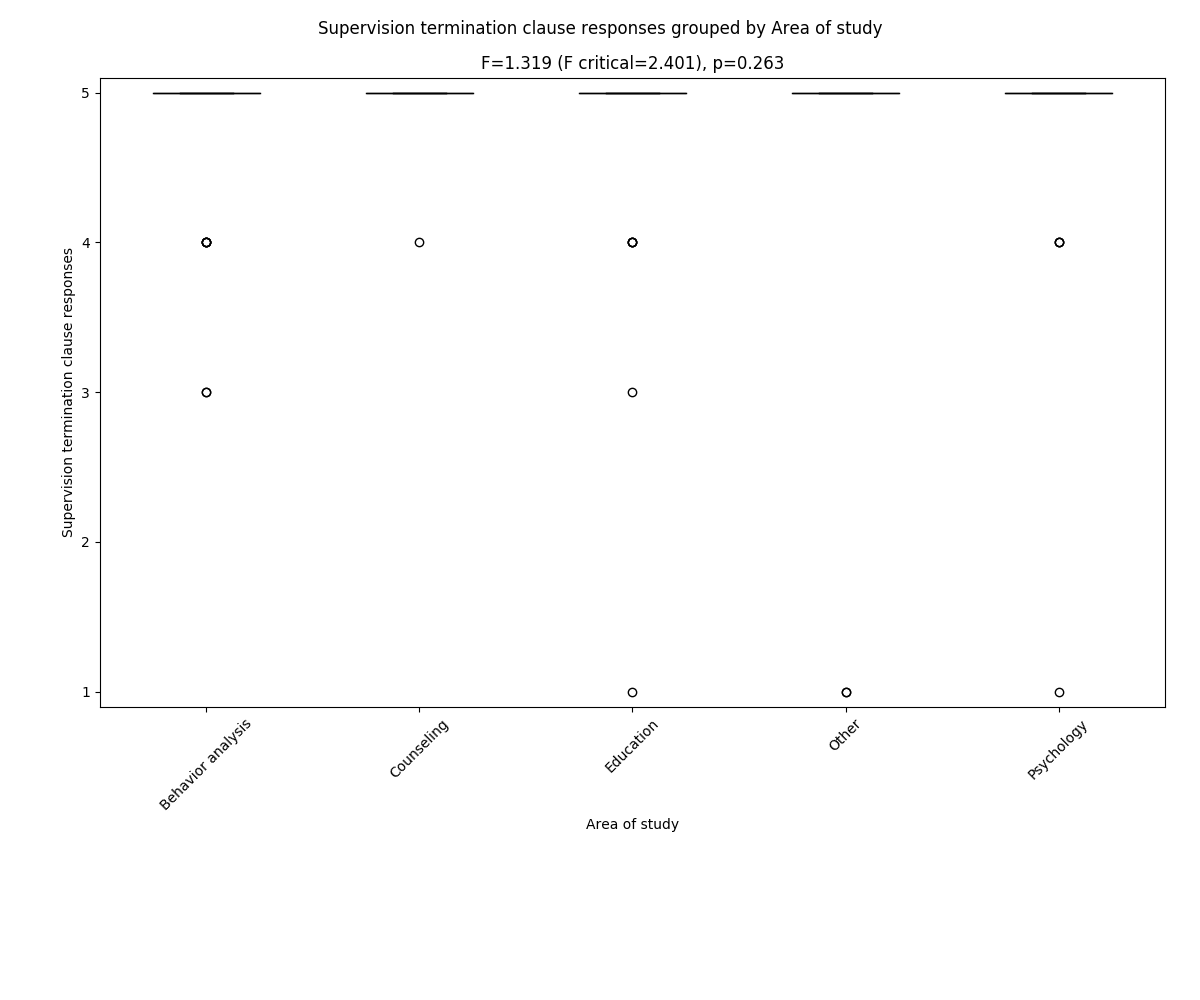 Supervision termination clause responses grouped by Area of study
F=1.319 (F critical=2.401), p=0.263
Supervision termination clause responses
5
4
3
2
1
Behavior analysis
Counseling
Education
Other
Psychology
Area of study